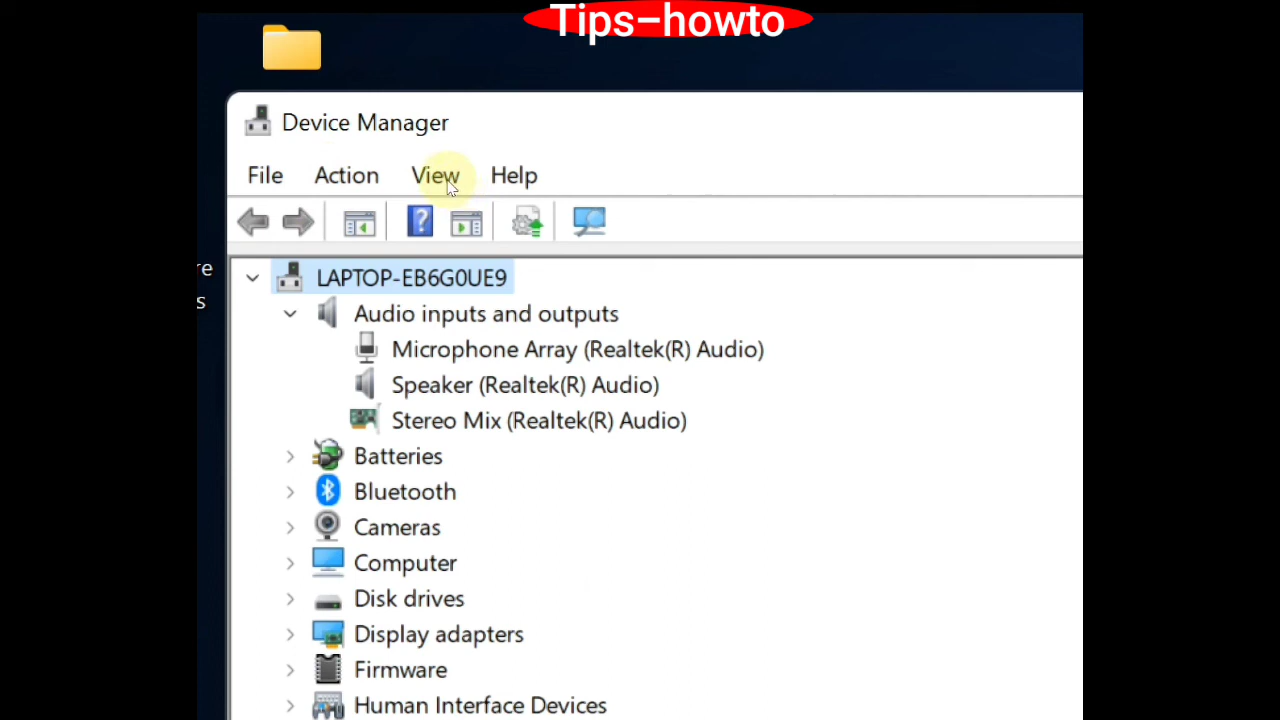 Tips-howto
Device Manager
File Action View Help
re
s
LAPTOP-EB6G0UE9
Audio inputs and outputs
Microphone Array (Realtek(R) Audio)
Speaker (Realtek(R) Audio)
Stereo Mix (Realtek(R) Audio)
Batteries
Bluetooth
Cameras
Computer
Disk drives
Display adapters
Firmware
Human Interface Devices